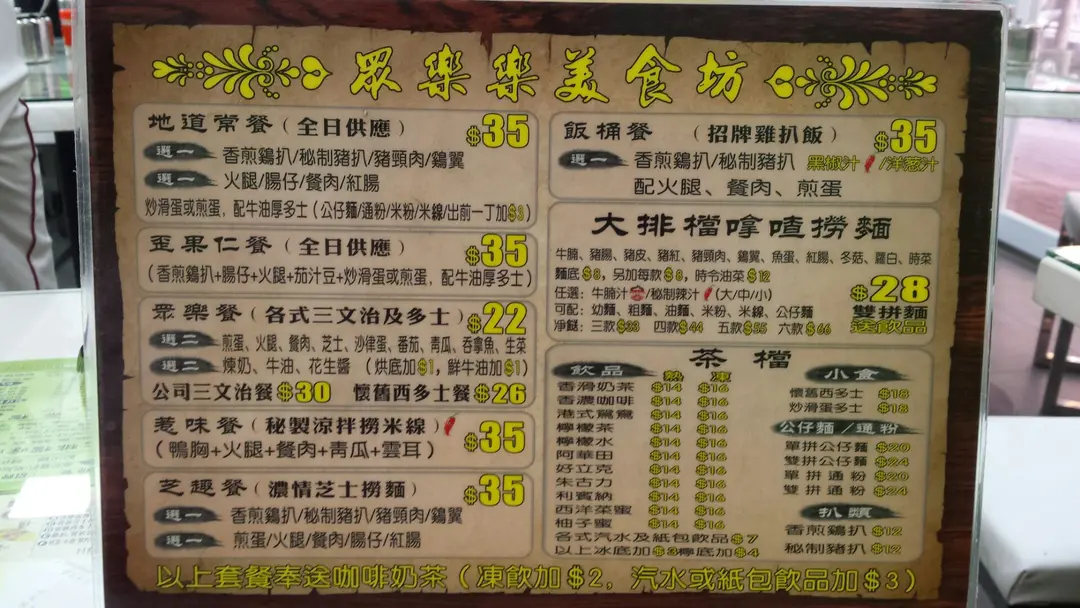 眾樂樂美食坊
地道常餐(全日供應) $35
選一 香煎鷄扒/秘制豬扒/豬頸肉/鷄翼
選一 火腿/腸仔/餐肉/紅腸
炒滑蛋或煎蛋，配牛油厚多士(公仔麵/通粉/米粉/米線/出前一丁加$3)
歪果仁餐(全日供應) $35
(香煎鷄扒+腸仔+火腿+茄汁豆+炒滑蛋或煎蛋，配牛油厚多士)
眾樂餐(各式三文治及多士) $22
選二 煎蛋、火腿、餐肉、芝士、沙律蛋、番茄、青瓜、吞拿魚、生菜
選二 煉奶、牛油、花生醬(烘底加$1，鮮牛油加$1)
公司三文治餐$30 懷舊西多士餐$26
惹味餐(秘製涼拌撈米線) $35
(鴨胸+火腿+餐肉+青瓜+雲耳)
芝趣餐(濃情芝士撈麵) $35
選一 香煎鷄扒/秘制豬扒/豬頸肉/鷄翼
選一 煎蛋/火腿/餐肉/腸仔/紅腸
飯桶餐 (招牌雞扒飯) $35
選一 香煎鷄扒/秘制豬扒 黑椒汁/洋葱汁
配火腿、餐肉、煎蛋
大排檔嗱喳撈麵
牛腩、豬腸、豬皮、豬紅、豬頸肉、鷄翼、魚蛋、紅腸、冬菇、羅白、時菜
麵底$8，另加每款$8，時令油菜$12
任選：牛腩汁/秘制辣汁(大/中/小) $28
可配：幼麵、粗麵、油麵、米粉、米線、公仔麵 雙拼麵
淨餸：三款$33 四款$44 五款$55 六款$66 送飲品
茶檔
飲品 熱 凍
香滑奶茶 $14 $16
香濃咖啡 $14 $16
港式鴛鴦 $14 $16
檸檬茶 $14 $16
檸檬水 $14 $16
阿華田 $14 $16
好立克 $14 $16
朱古力 $14 $16
利賓納 $14 $16
西洋菜蜜 $14 $16
柚子蜜 $14 $16
各式汽水及紙包飲品$7
以上冰底加$3檸底加$4
小食
懷舊西多士 $18
炒滑蛋多士 $18
公仔麵/通粉
單拼公仔麵 $20
雙拼公仔麵 $24
單拼通粉 $20
雙拼通粉 $24
扒類
香煎鷄扒 $12
秘制豬扒 $12
以上套餐奉送咖啡奶茶(凍飲加$2，汽水或紙包飲品加$3)